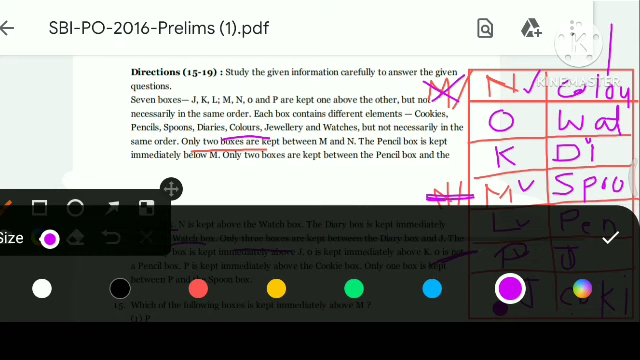 SBI-PO-2016-Prelims (1).pdf
Directions (15-19) : Study the given information carefully to answer the given
questions.
Seven boxes— J, K, L; M, N, o and P are kept one above the other, but not
necessarily in the same order. Each box contains different elements — Cookies,
Pencils, Spoons, Diaries, Colours, Jewellery and Watches, but not necessarily in the
same order. Only two boxes are kept between M and N. The Pencil box is kept
immediately below M. Only two boxes are kept between the Pencil box and the
N is kept above the Watch box. The Diary box is kept immediately
Watch box. Only three boxes are kept between the Diary box and J. The
box is kept immediately above J, o is kept immediately above K. o is not
a Pencil box. P is kept immediately above the Cookie box. Only one box is kept
between P and the Spoon box.
15. Which of the following boxes is kept immediately above M ?
(1) P
KINEMASTER
N
O Wat
K Di
M Spoo
L Pen
P J
J Cooki
Size